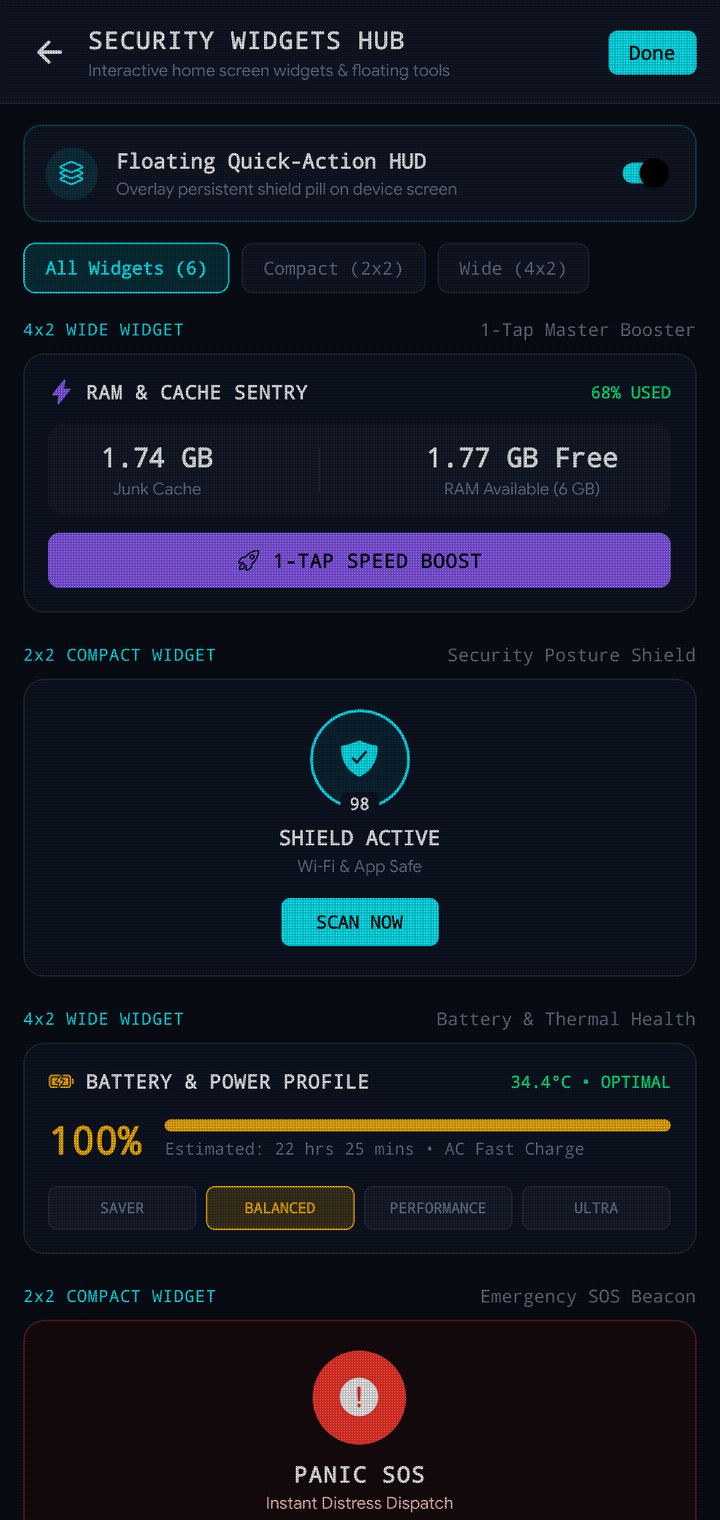 SECURITY WIDGETS HUB
Interactive home screen widgets & floating tools
Done
Floating Quick-Action HUD
Overlay persistent shield pill on device screen
All Widgets (6)
Compact (2x2)
Wide (4x2)
4x2 WIDE WIDGET
1-Tap Master Booster
RAM & CACHE SENTRY
68% USED
1.74 GB
Junk Cache
1.77 GB Free
RAM Available (6 GB)
1-TAP SPEED BOOST
2x2 COMPACT WIDGET
Security Posture Shield
98
SHIELD ACTIVE
Wi-Fi & App Safe
SCAN NOW
4x2 WIDE WIDGET
Battery & Thermal Health
BATTERY & POWER PROFILE
34.4°C • OPTIMAL
100%
Estimated: 22 hrs 25 mins • AC Fast Charge
SAVER
BALANCED
PERFORMANCE
ULTRA
2x2 COMPACT WIDGET
Emergency SOS Beacon
PANIC SOS
Instant Distress Dispatch